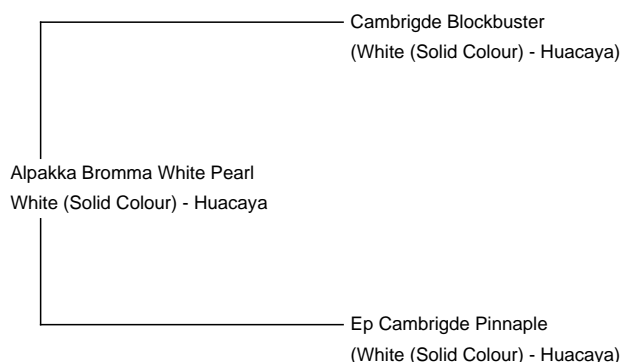 Cambrigde Blockbuster
(White (Solid Colour) - Huacaya)
Alpakka Bromma White Pearl
White (Solid Colour) - Huacaya
Ep Cambrigde Pinnaple
(White (Solid Colour) - Huacaya)